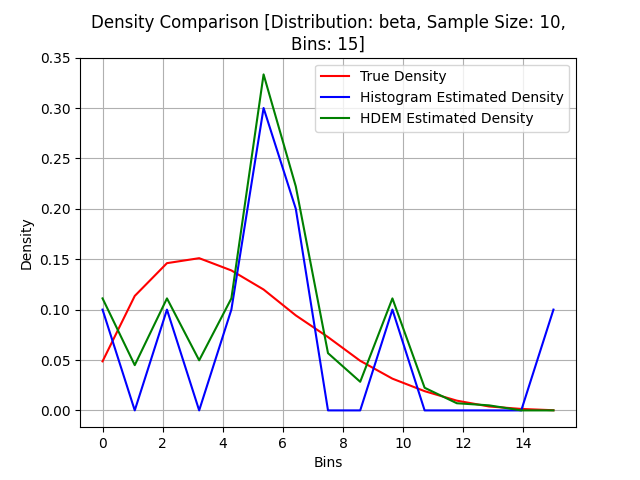 Density Comparison [Distribution: beta, Sample Size: 10,
Bins: 15]
True Density
Histogram Estimated Density
HDEM Estimated Density
Density
0.35
0.30
0.25
0.20
0.15
0.10
0.05
0.00
0 2 4 6 8 10 12 14
Bins